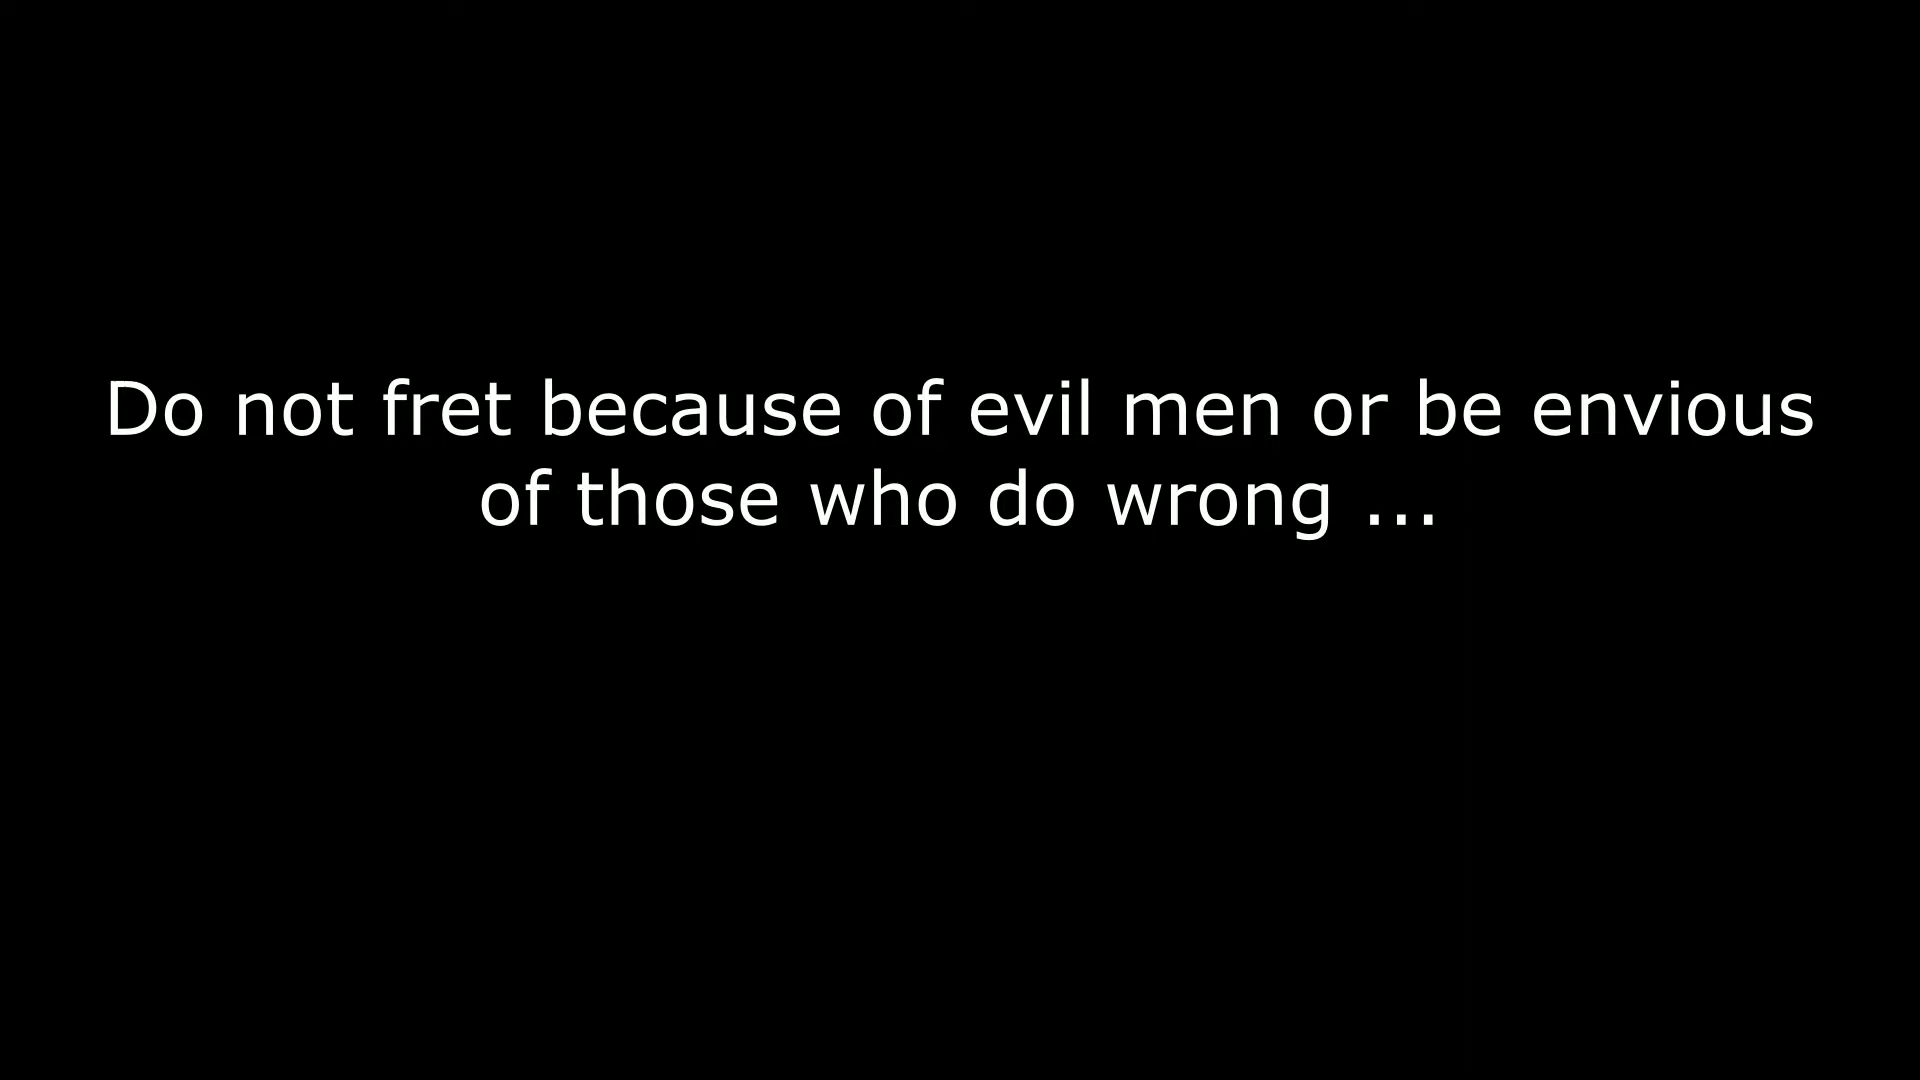 Do not fret because of evil men or be envious
of those who do wrong ...